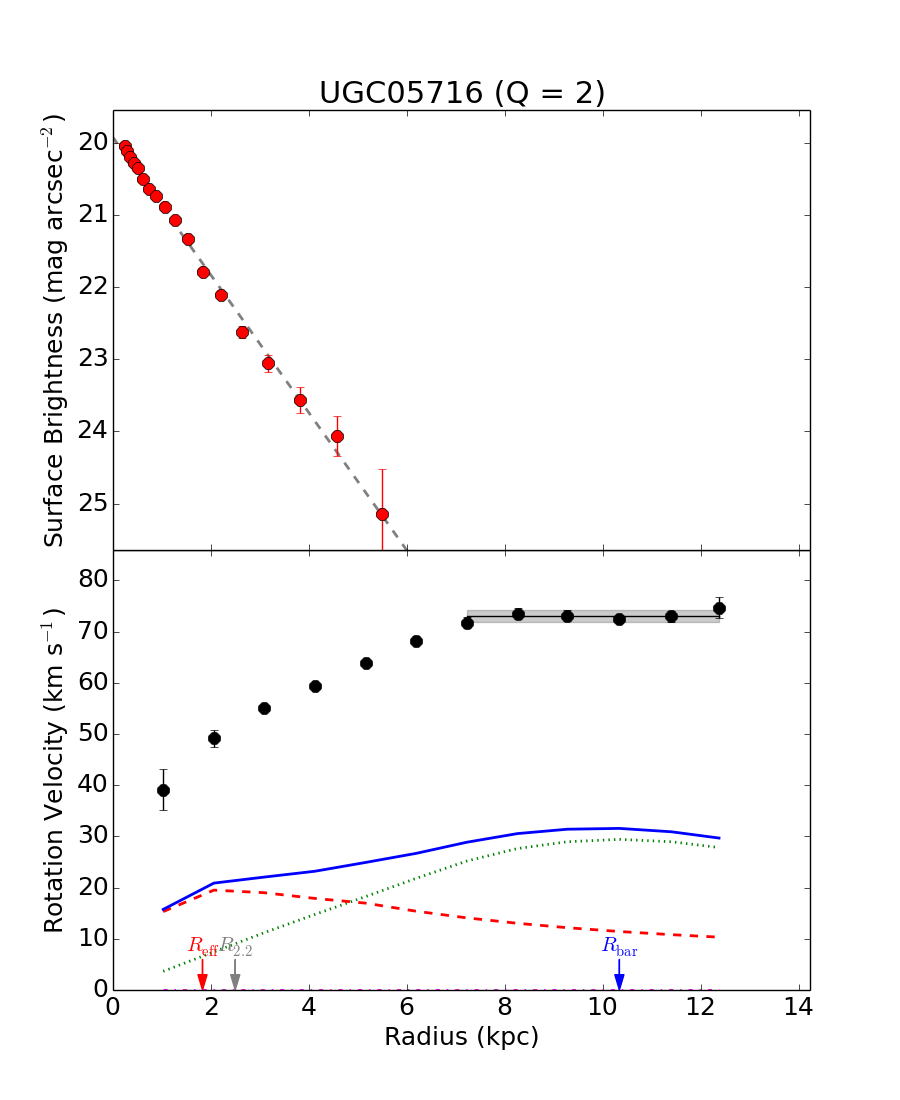 UGC05716 (Q = 2)
Surface Brightness (mag arcsec⁻²)
20
21
22
23
24
25
Rotation Velocity (km s⁻¹)
80
70
60
50
40
30
20
10
0
R_eff R_2.2 R_bar
0 2 4 6 8 10 12 14
Radius (kpc)